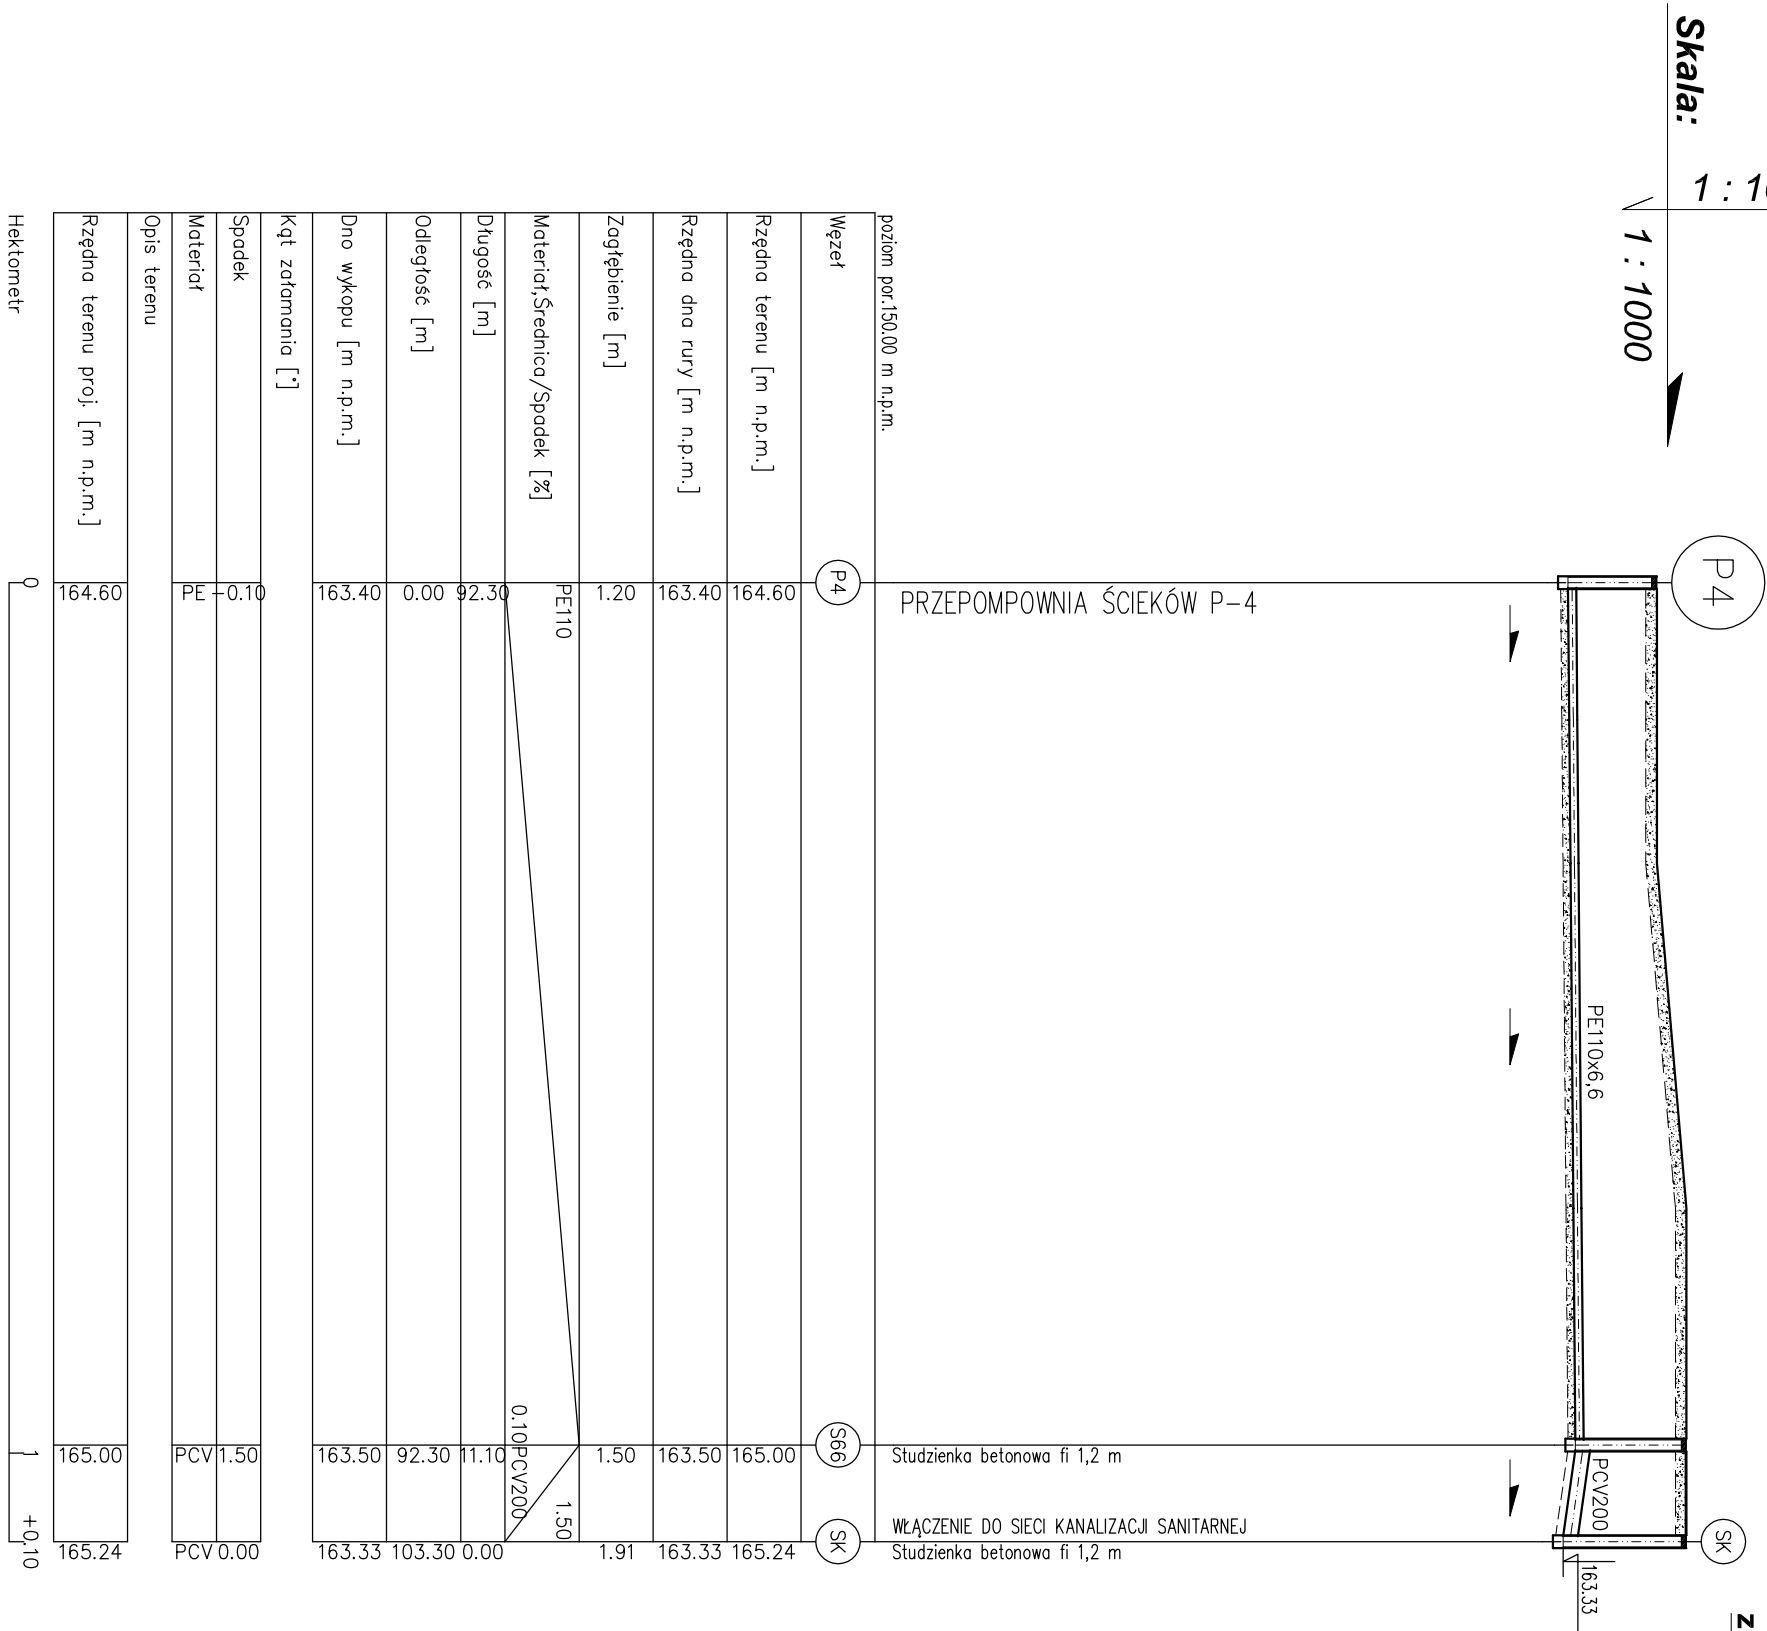 Skala:
1 : 10
1 : 1000
P4
PE110x6,6
PCV200
SK
163.33
z
PRZEPOMPOWNIA ŚCIEKÓW P-4
Studzienka betonowa fi 1,2 m
WŁĄCZENIE DO SIECI KANALIZACJI SANITARNEJ
Studzienka betonowa fi 1,2 m
poziom por.150.00 m n.p.m.
Węzeł P4 S66 SK
Rzędna terenu [m n.p.m.] 164.60 165.00 165.24
Rzędna dna rury [m n.p.m.] 163.40 163.50 163.33
Zagłębienie [m] 1.20 1.50 1.91
Materiał,Średnica/Spadek [%] PE110 0.10 PCV200 1.50
Długość [m] 92.30 11.10 0.00
Odległość [m] 0.00 92.30 103.30
Dno wykopu [m n.p.m.] 163.40 163.50 163.33
Kąt załamania [°]
Spadek -0.10 1.50 0.00
Materiał PE PCV PCV
Opis terenu
Rzędna terenu proj. [m n.p.m.] 164.60 165.00 165.24
Hektometr 0 1 +0.10